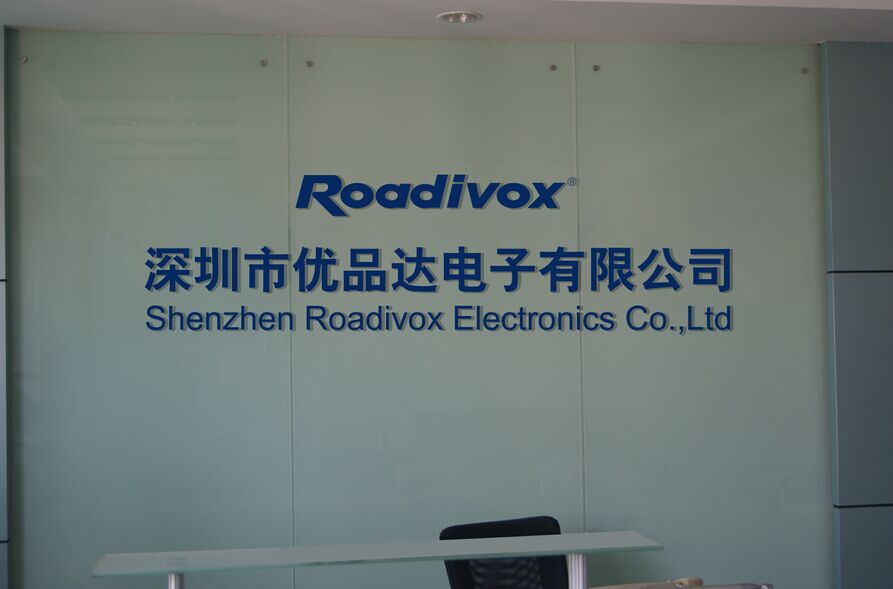 Roadivox®
深圳市优品达电子有限公司
Shenzhen Roadivox Electronics Co.,Ltd